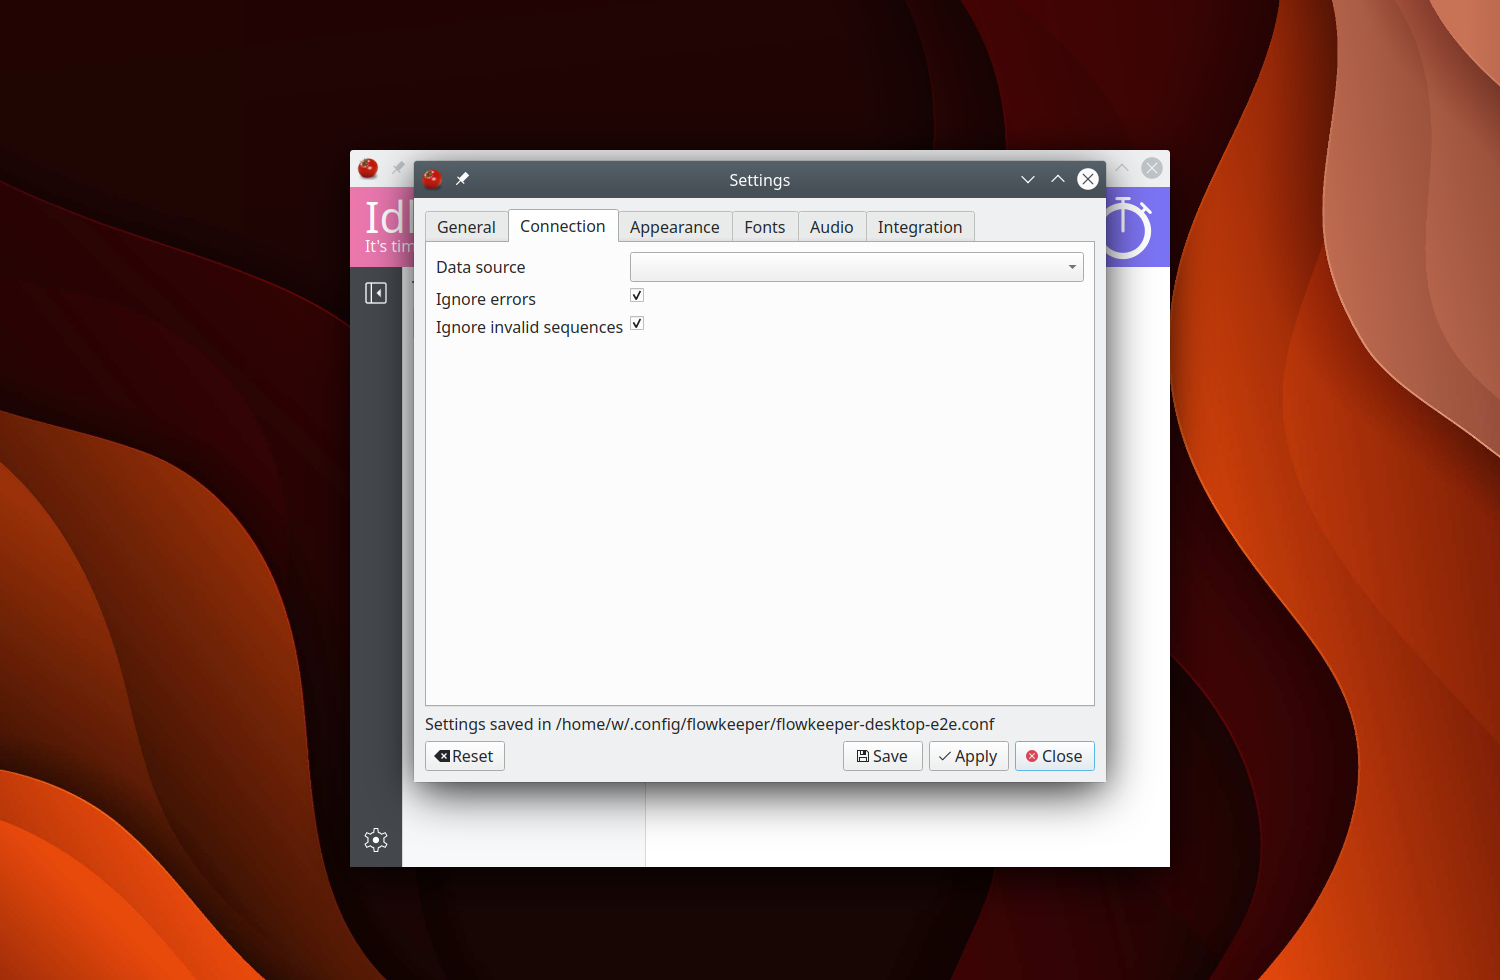 Settings
Idl
It's tim
General Connection Appearance Fonts Audio Integration
Data source
Ignore errors
Ignore invalid sequences
Settings saved in /home/w/.config/flowkeeper/flowkeeper-desktop-e2e.conf
Reset Save Apply Close